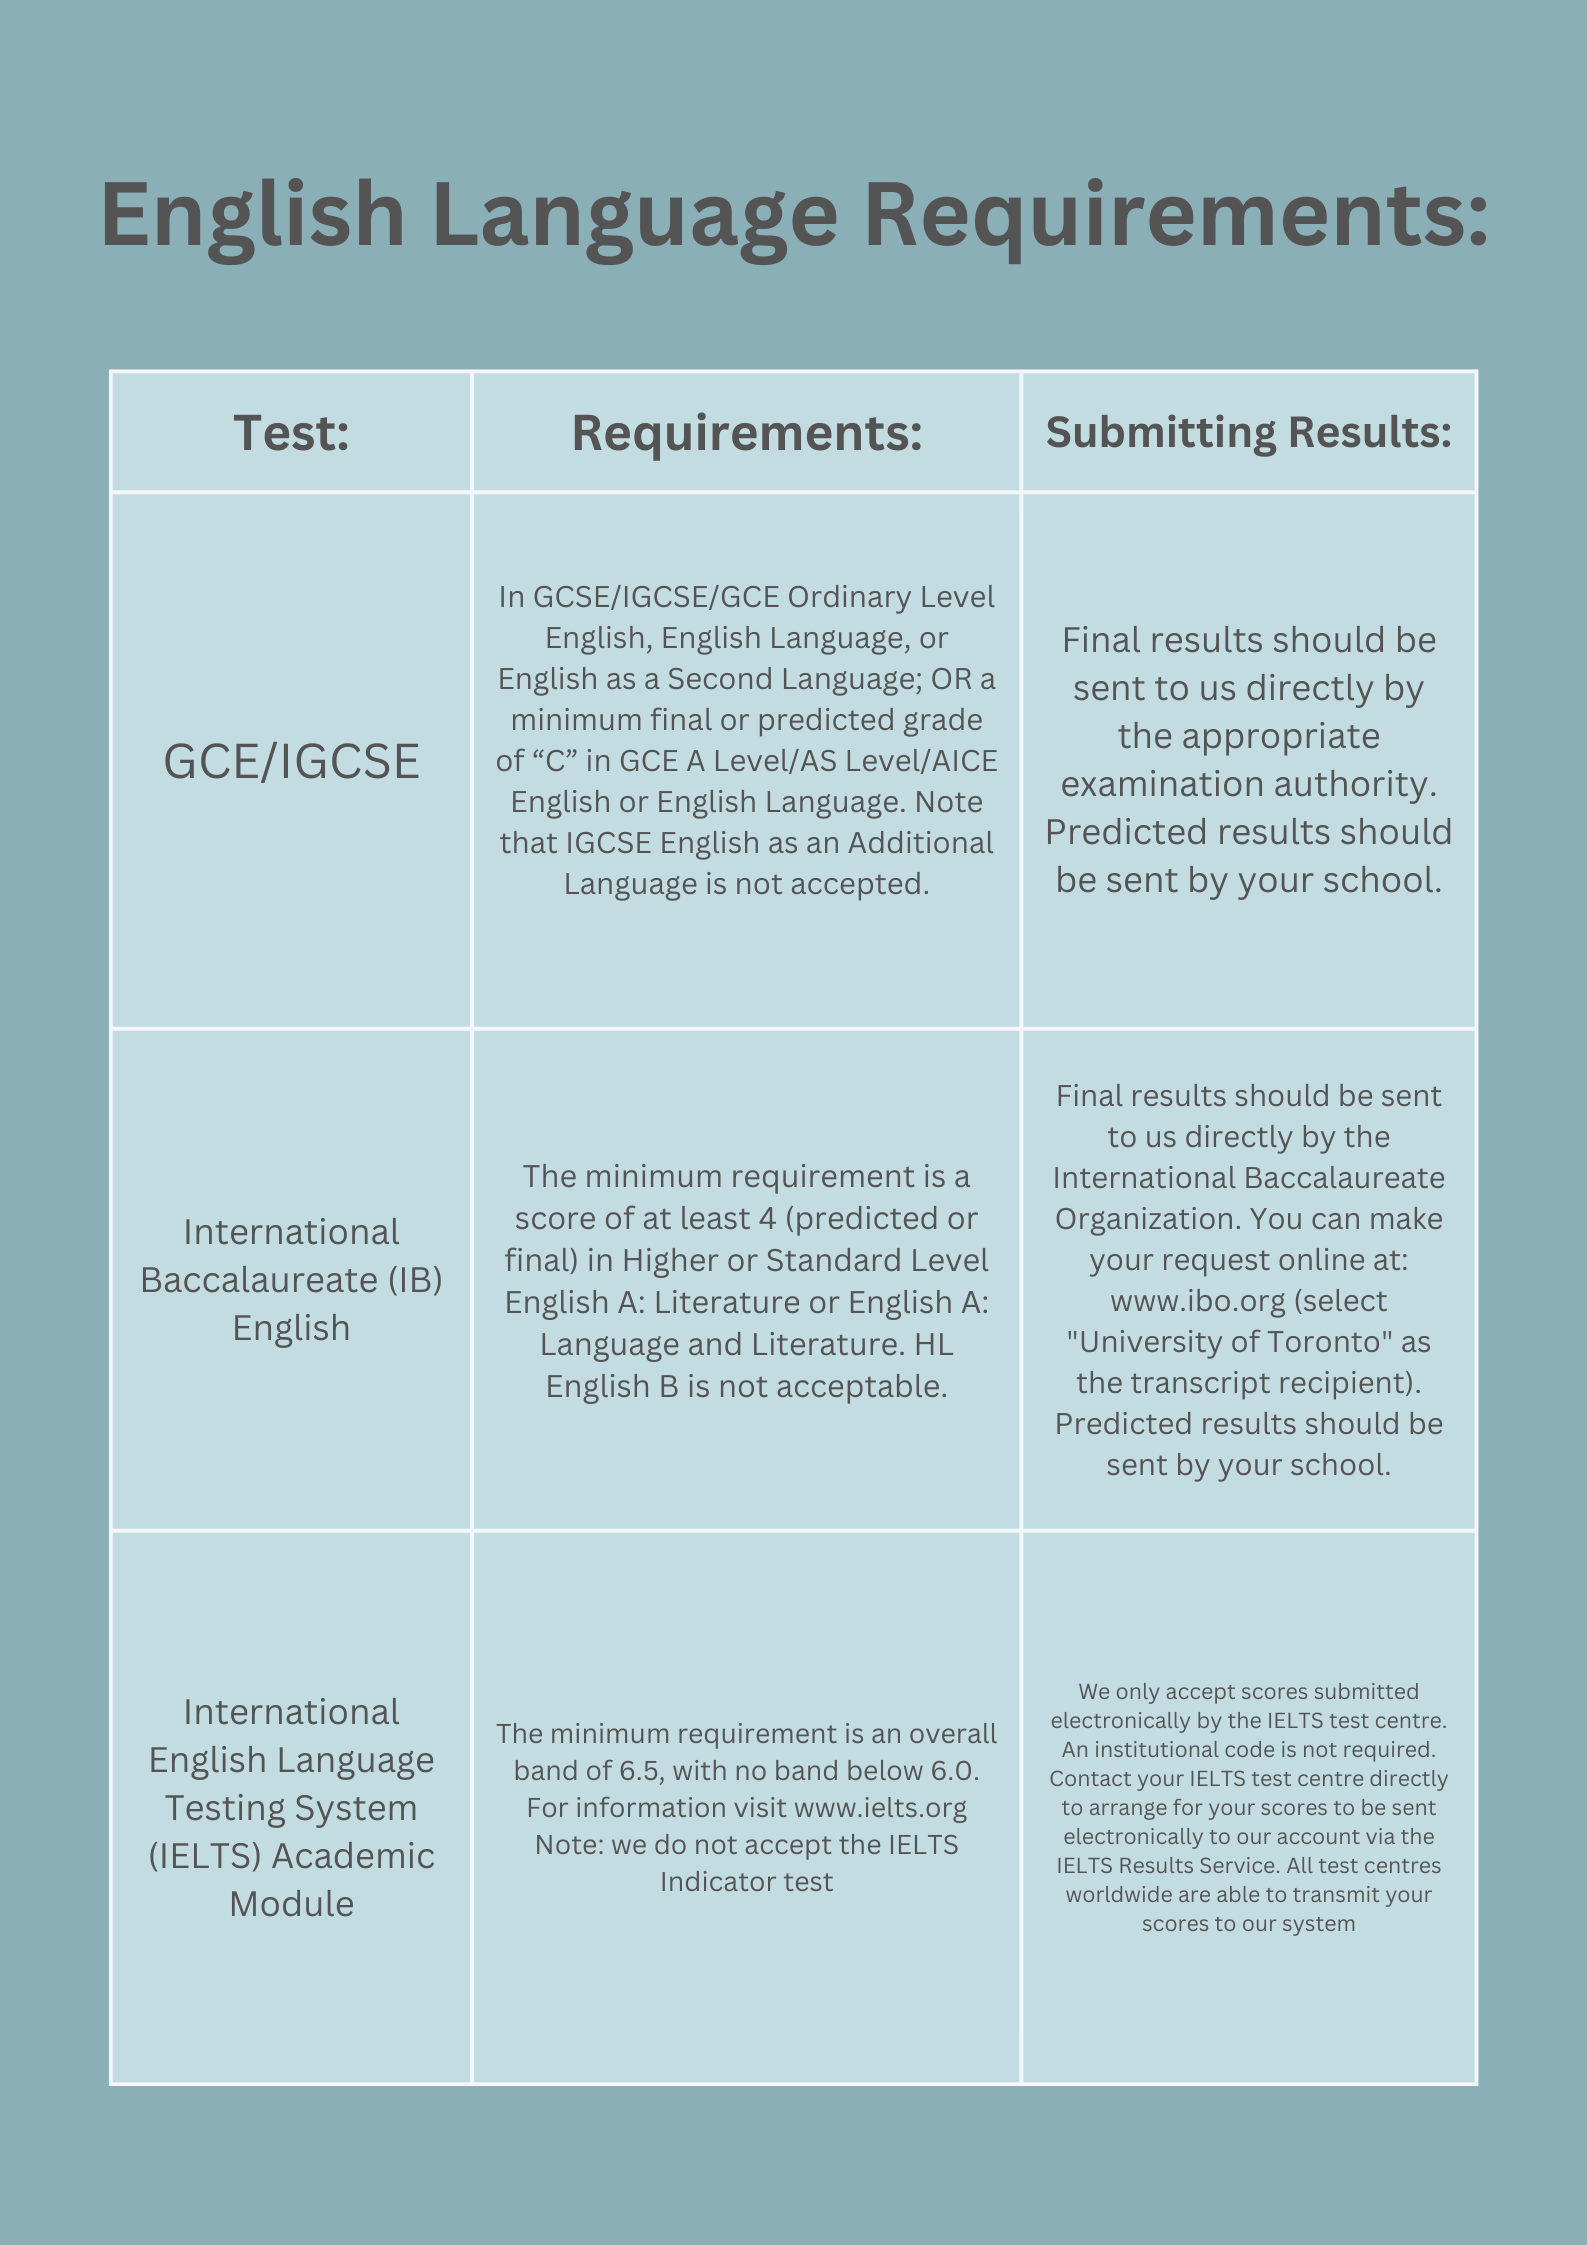 English Language Requirements:
Test:
Requirements:
Submitting Results:
GCE/IGCSE
In GCSE/IGCSE/GCE Ordinary Level
English, English Language, or
English as a Second Language; OR a
minimum final or predicted grade
of “C” in GCE A Level/AS Level/AICE
English or English Language. Note
that IGCSE English as an Additional
Language is not accepted.
Final results should be
sent to us directly by
the appropriate
examination authority.
Predicted results should
be sent by your school.
International
Baccalaureate (IB)
English
The minimum requirement is a
score of at least 4 (predicted or
final) in Higher or Standard Level
English A: Literature or English A:
Language and Literature. HL
English B is not acceptable.
Final results should be sent
to us directly by the
International Baccalaureate
Organization. You can make
your request online at:
www.ibo.org (select
"University of Toronto" as
the transcript recipient).
Predicted results should be
sent by your school.
International
English Language
Testing System
(IELTS) Academic
Module
The minimum requirement is an overall
band of 6.5, with no band below 6.0.
For information visit www.ielts.org
Note: we do not accept the IELTS
Indicator test
We only accept scores submitted
electronically by the IELTS test centre.
An institutional code is not required.
Contact your IELTS test centre directly
to arrange for your scores to be sent
electronically to our account via the
IELTS Results Service. All test centres
worldwide are able to transmit your
scores to our system